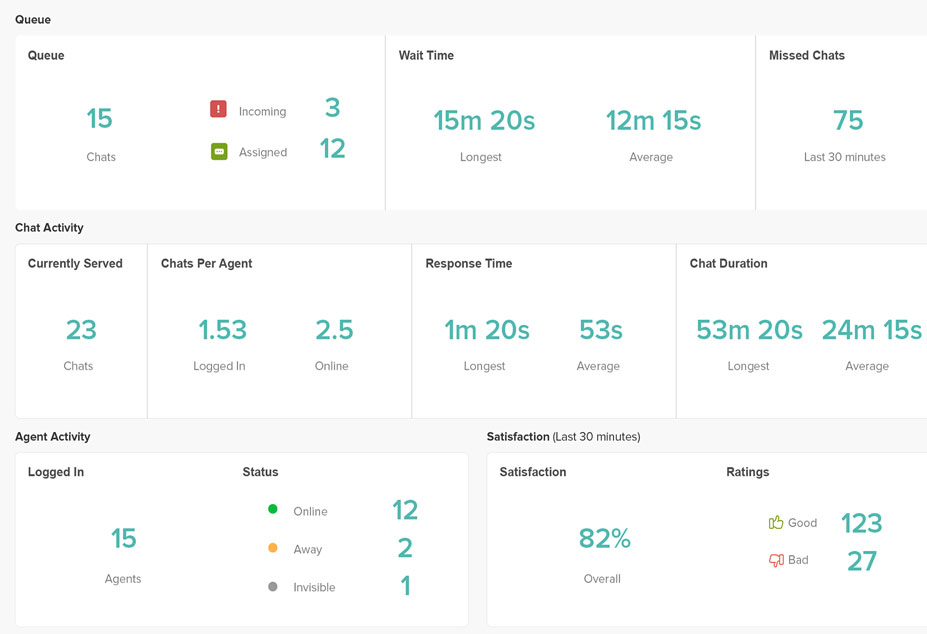 Queue
Queue
15
Chats
Incoming 3
Assigned 12
Wait Time
15m 20s
Longest
12m 15s
Average
Missed Chats
75
Last 30 minutes
Chat Activity
Currently Served
23
Chats
Chats Per Agent
1.53
Logged In
2.5
Online
Response Time
1m 20s
Longest
53s
Average
Chat Duration
53m 20s
Longest
24m 15s
Average
Agent Activity
Logged In
15
Agents
Status
Online 12
Away 2
Invisible 1
Satisfaction (Last 30 minutes)
Satisfaction
82%
Overall
Ratings
Good 123
Bad 27